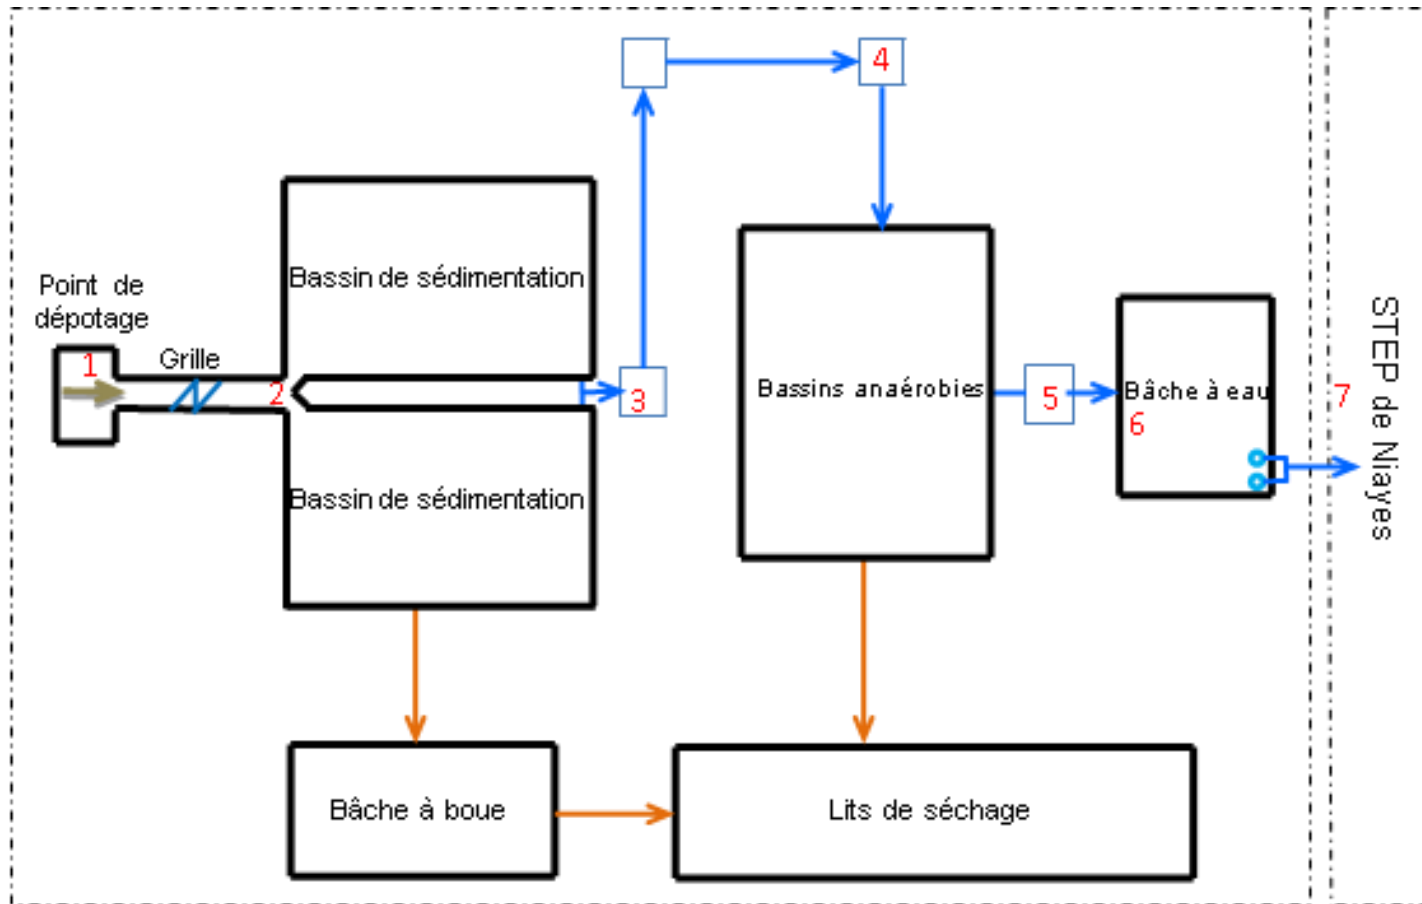 4
Bassin de sédimentation
Point de
dépotage
1
Grille
2
3
Bassins anaérobies
5
Bâche à eau
6
7
STEP de Niayes
Bassin de sédimentation
Bâche à boue
Lits de séchage